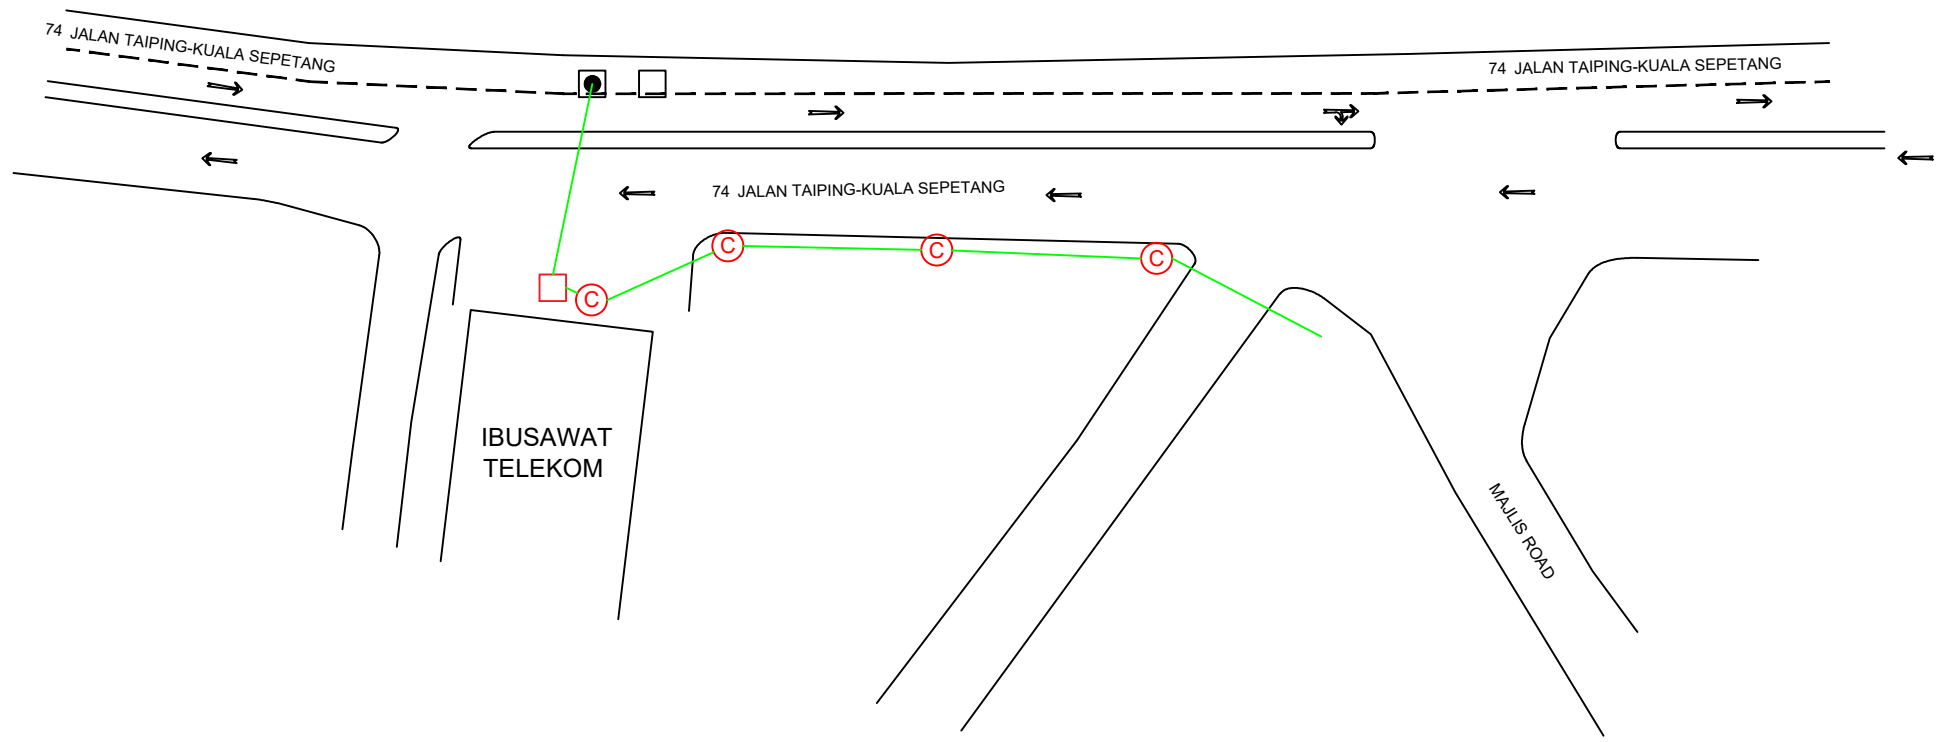 74 JALAN TAIPING-KUALA SEPETANG
74 JALAN TAIPING-KUALA SEPETANG
74 JALAN TAIPING-KUALA SEPETANG
C
C
C
C
IBUSAWAT
TELEKOM
MAJLIS ROAD